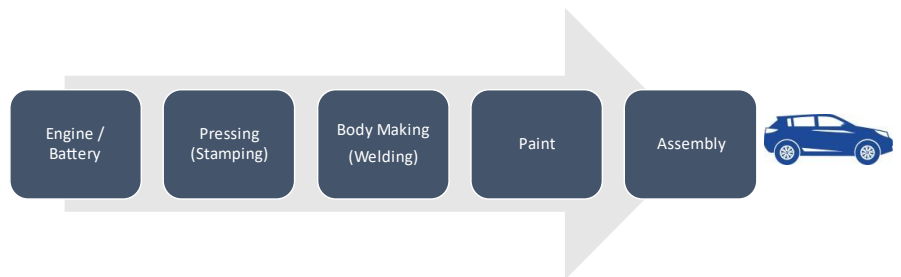 Engine /
Battery
Pressing
(Stamping)
Body Making
(Welding)
Paint
Assembly